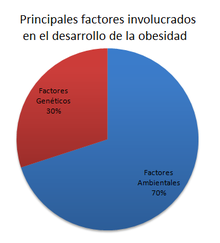 Principales factores involucrados
en el desarrollo de la obesidad
Factores
Genéticos
30%
Factores
Ambientales
70%